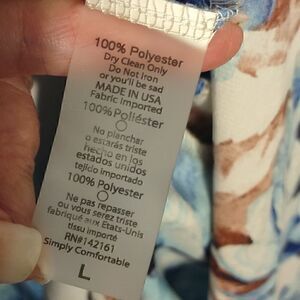 100% Polyester
Dry Clean Only
Do Not Iron
or you'll be sad
MADE IN USA
Fabric Imported
100% Poliéster
No planchar
o estarás triste
hecho en los
estados unidos
tejido importado
100% Polyester
Ne pas repasser
ou vous serez triste
fabriqué aux Etats-Unis
tissu importé
RN#142161
Simply Comfortable
L